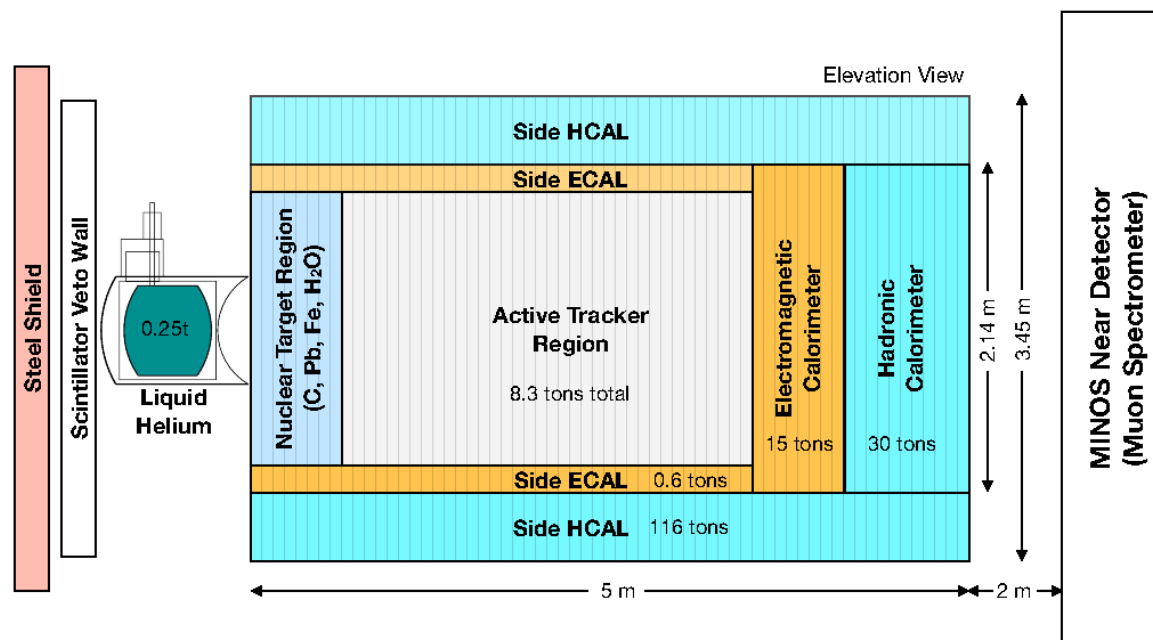 Elevation View
Steel Shield
Scintillator Veto Wall
0.25t
Liquid
Helium
Side HCAL
Side ECAL
Nuclear Target Region
(C, Pb, Fe, H₂O)
Active Tracker
Region
8.3 tons total
Electromagnetic
Calorimeter
15 tons
Hadronic
Calorimeter
30 tons
Side ECAL 0.6 tons
Side HCAL 116 tons
2.14 m
3.45 m
5 m
2 m
MINOS Near Detector
(Muon Spectrometer)